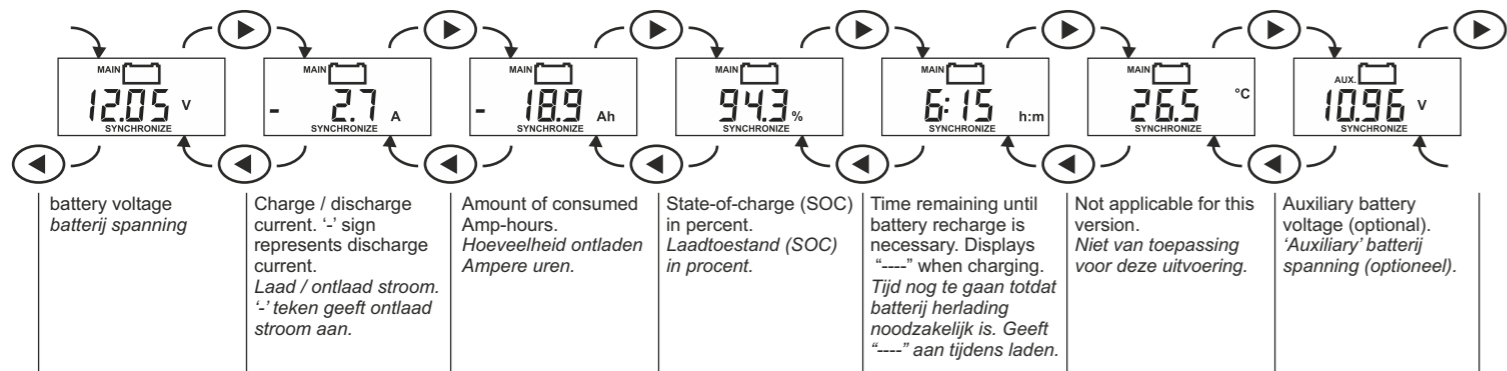 MAIN
12.05 V
SYNCHRONIZE
MAIN
- 2.7 A
SYNCHRONIZE
MAIN
- 18.9 Ah
SYNCHRONIZE
MAIN
94.3 %
SYNCHRONIZE
MAIN
6:15 h:m
SYNCHRONIZE
MAIN
26.5 °C
SYNCHRONIZE
AUX.
10.96 V
SYNCHRONIZE
battery voltage
batterij spanning
Charge / discharge
current. ‘-’ sign
represents discharge
current.
Laad / ontlaad stroom.
‘-’ teken geeft ontlaad
stroom aan.
Amount of consumed
Amp-hours.
Hoeveelheid ontladen
Ampere uren.
State-of-charge (SOC)
in percent.
Laadtoestand (SOC)
in procent.
Time remaining until
battery recharge is
necessary. Displays
“----” when charging.
Tijd nog te gaan totdat
batterij herlading
noodzakelijk is. Geeft
“----” aan tijdens laden.
Not applicable for this
version.
Niet van toepassing
voor deze uitvoering.
Auxiliary battery
voltage (optional).
‘Auxiliary’ batterij
spanning (optioneel).